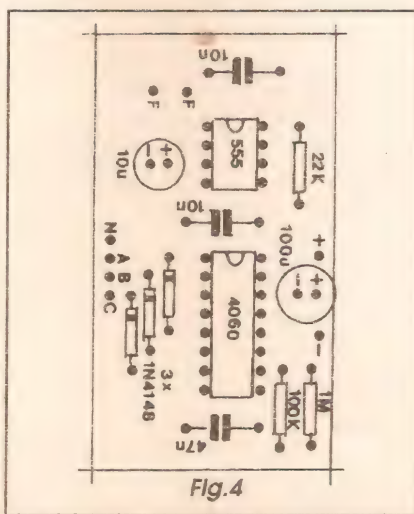 10n
F F
10u
+
-
555
22K
10n
100u
+
+
-
-
N
A
B
C
4060
3x
1N4148
47n
100K
1M
Fig.4